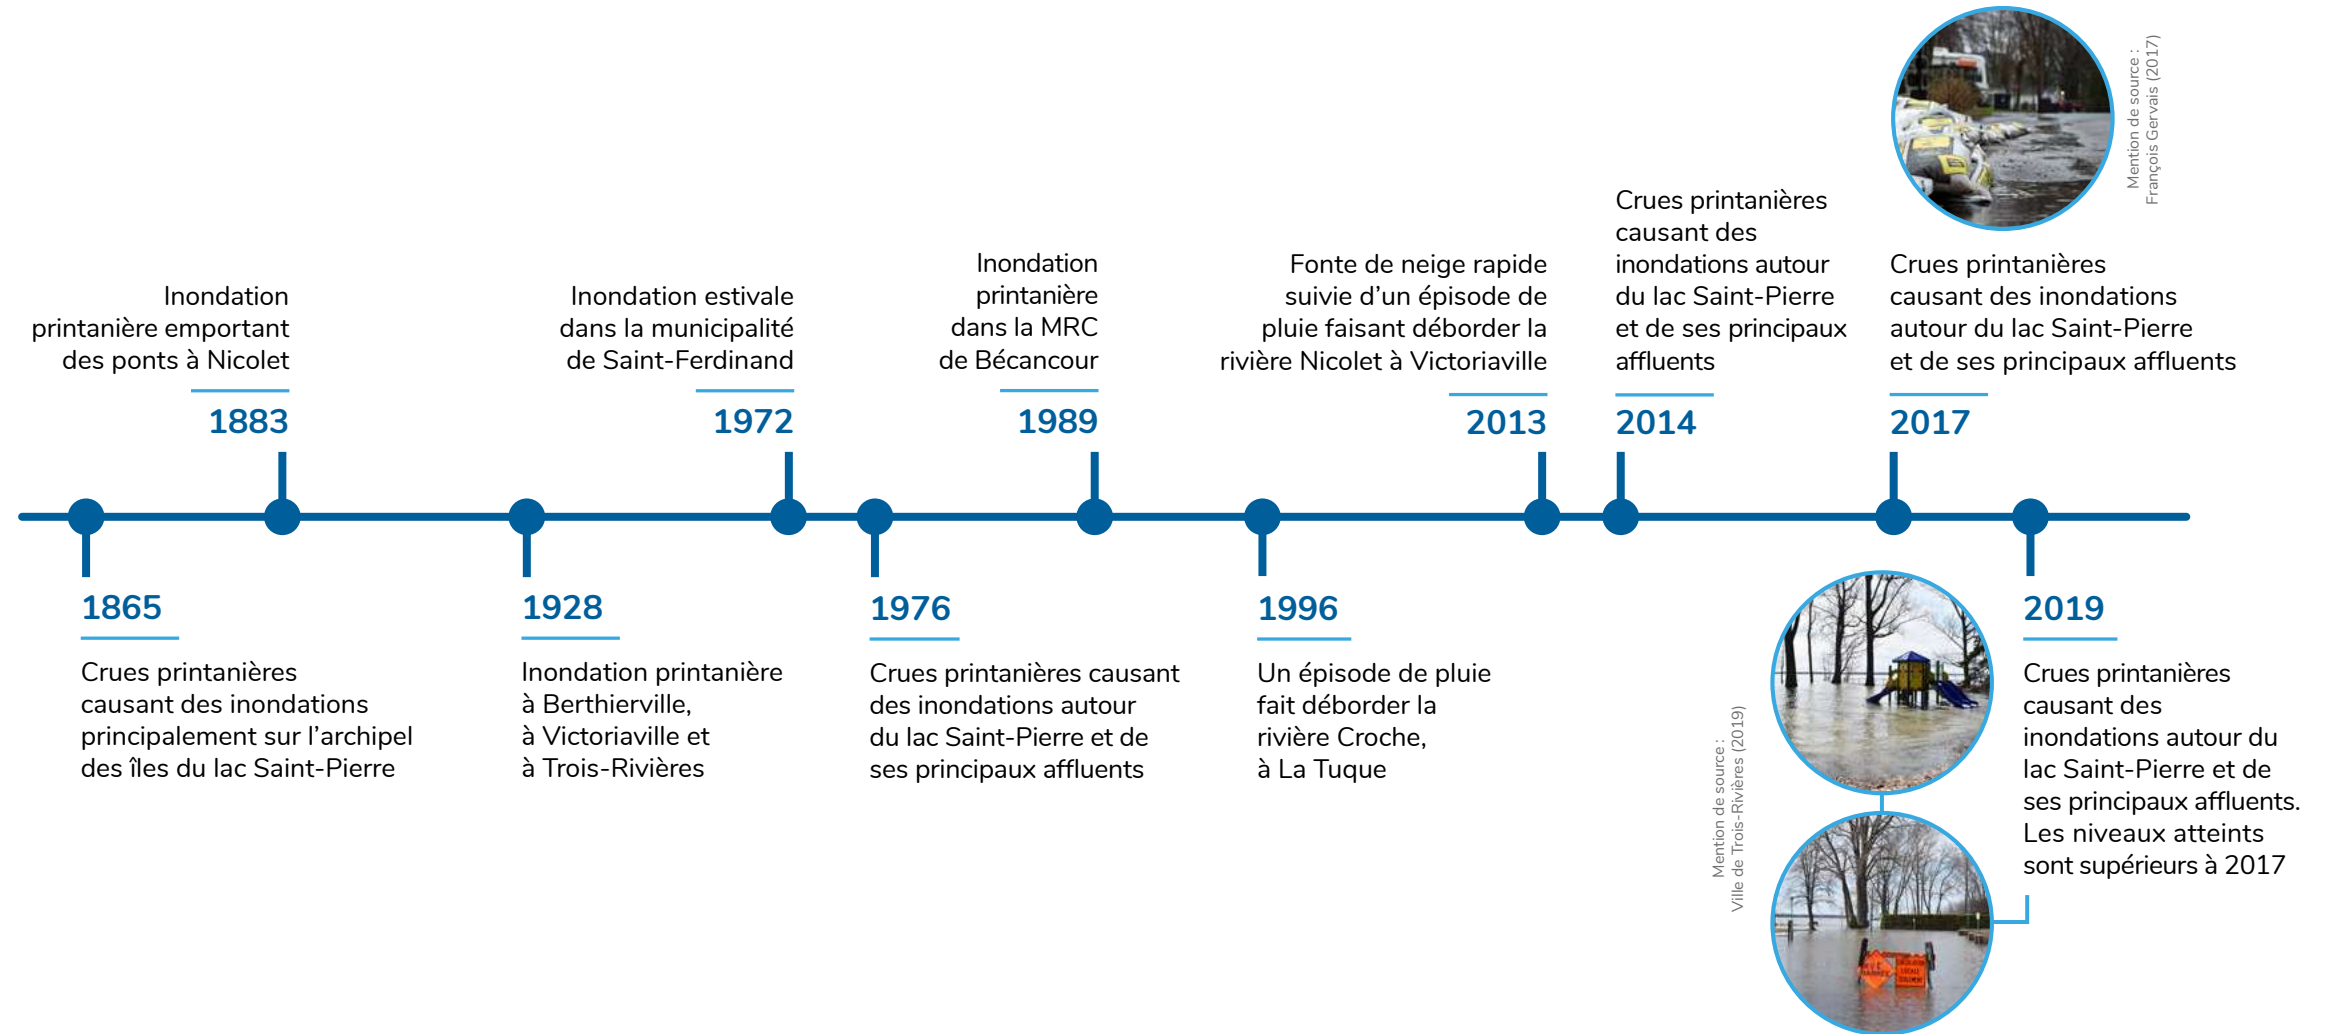 Inondation
printanière emportant
des ponts à Nicolet
1883
Inondation estivale
dans la municipalité
de Saint-Ferdinand
1972
Inondation
printanière
dans la MRC
de Bécancour
1989
Fonte de neige rapide
suivie d’un épisode de
pluie faisant déborder la
rivière Nicolet à Victoriaville
2013
Crues printanières
causant des
inondations autour
du lac Saint-Pierre
et de ses principaux
affluents
2014
Mention de source :
François Gervais (2017)
Crues printanières
causant des inondations
autour du lac Saint-Pierre
et de ses principaux affluents
2017
1865
Crues printanières
causant des inondations
principalement sur l’archipel
des îles du lac Saint-Pierre
1928
Inondation printanière
à Berthierville,
à Victoriaville et
à Trois-Rivières
1976
Crues printanières causant
des inondations autour
du lac Saint-Pierre et de
ses principaux affluents
1996
Un épisode de pluie
fait déborder la
rivière Croche,
à La Tuque
Mention de source :
Ville de Trois-Rivières (2019)
2019
Crues printanières
causant des
inondations autour du
lac Saint-Pierre et de
ses principaux affluents.
Les niveaux atteints
sont supérieurs à 2017